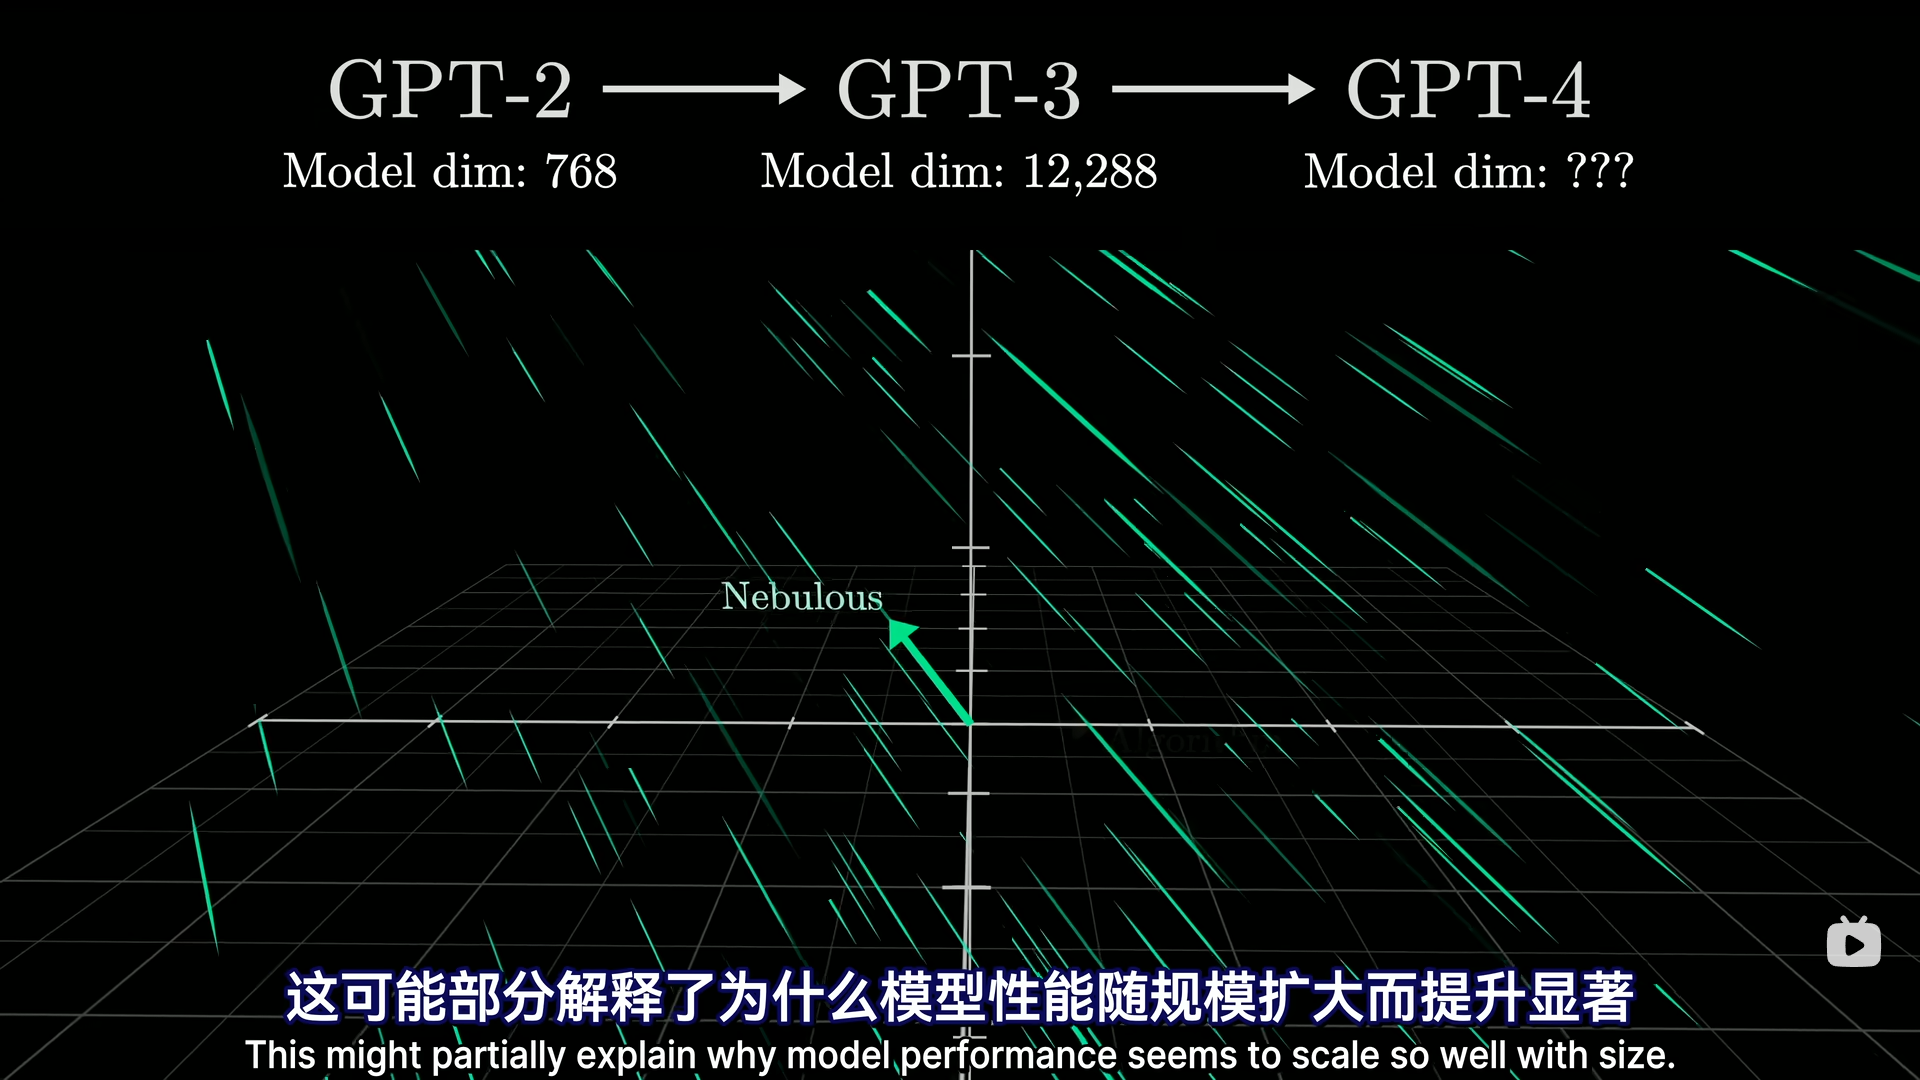 GPT-2 GPT-3 GPT-4
Model dim: 768 Model dim: 12,288 Model dim: ???
Nebulous
这可能部分解释了为什么模型性能随规模扩大而提升显著
This might partially explain why model performance seems to scale so well with size.